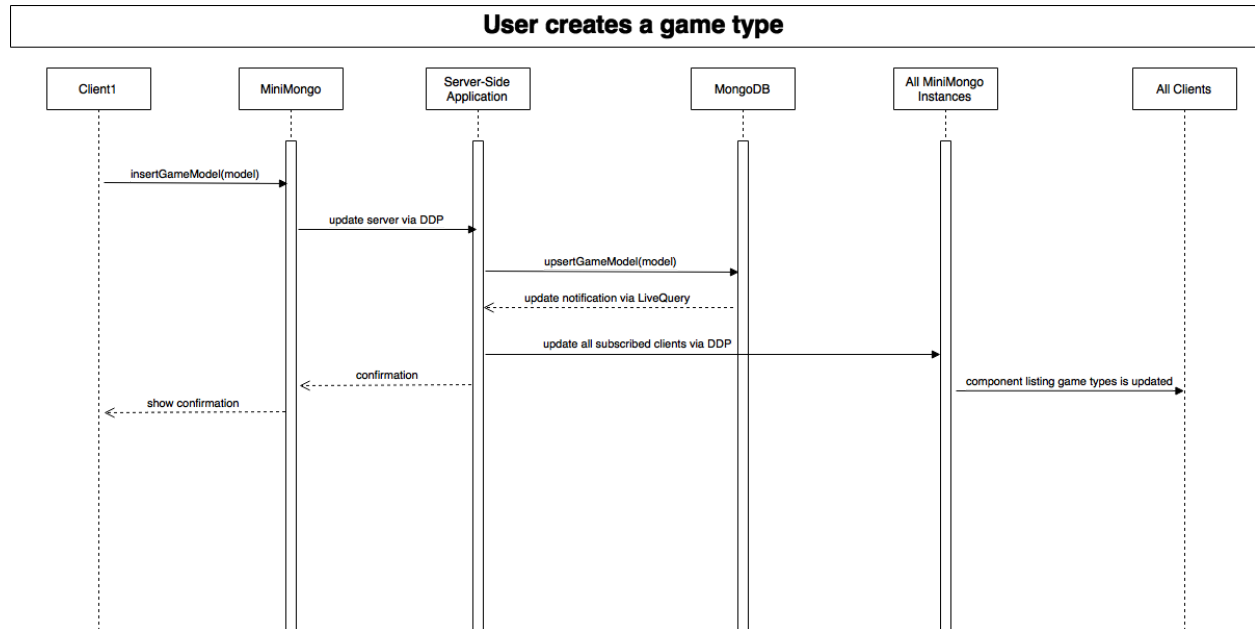 User creates a game type
Client1
MiniMongo
Server-Side
Application
MongoDB
All MiniMongo
Instances
All Clients
insertGameModel(model)
update server via DDP
upsertGameModel(model)
update notification via LiveQuery
update all subscribed clients via DDP
confirmation
component listing game types is updated
show confirmation